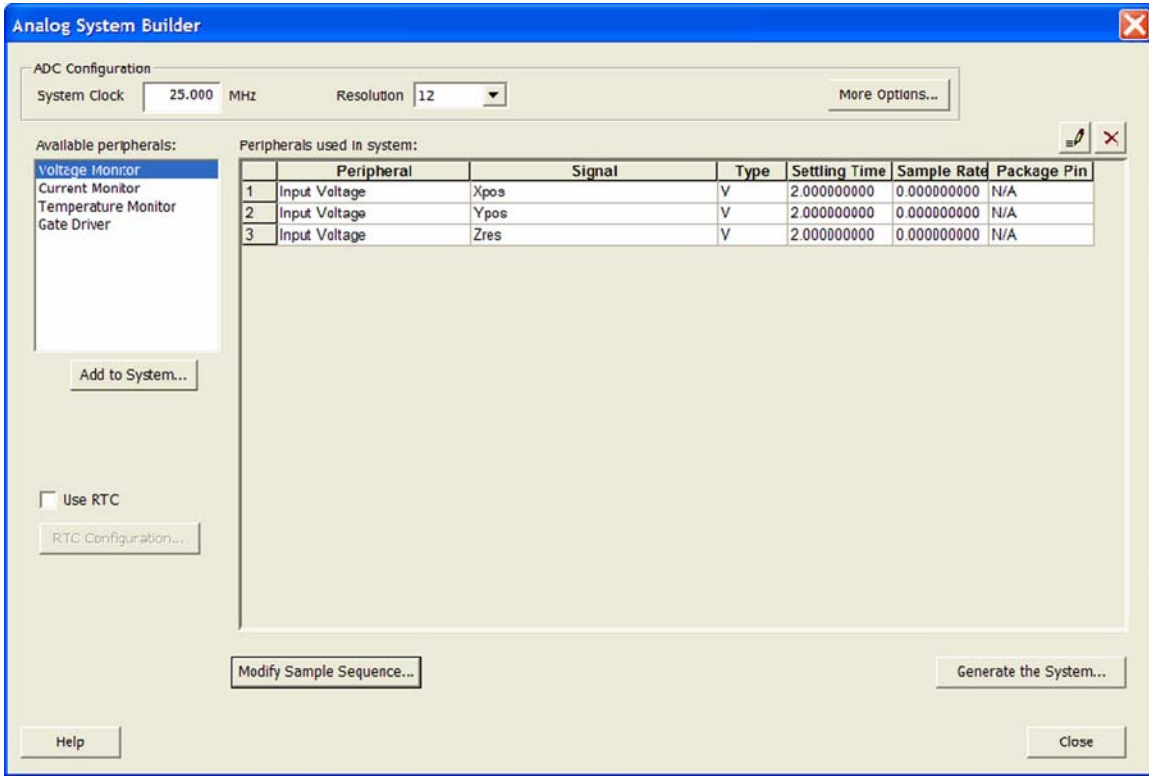 Analog System Builder
ADC Configuration
System Clock 25.000 MHz Resolution 12 More Options...
Available peripherals:
Voltage Monitor
Current Monitor
Temperature Monitor
Gate Driver
Add to System...
Use RTC
RTC Configuration...
Peripherals used in system:
Peripheral Signal Type Settling Time Sample Rate Package Pin
1 Input Voltage Xpos V 2.000000000 0.000000000 N/A
2 Input Voltage Ypos V 2.000000000 0.000000000 N/A
3 Input Voltage Zres V 2.000000000 0.000000000 N/A
Modify Sample Sequence... Generate the System...
Help Close